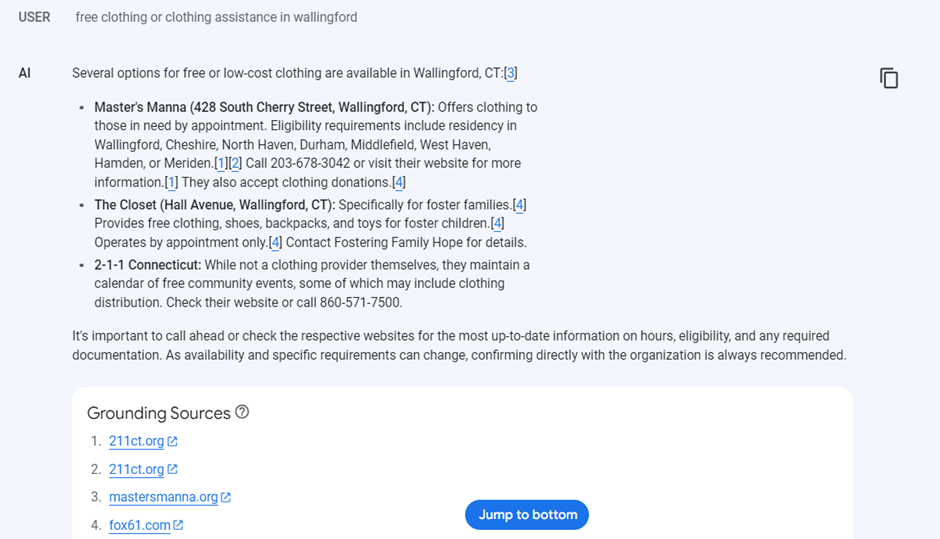 USER free clothing or clothing assistance in wallingford
AI Several options for free or low-cost clothing are available in Wallingford, CT:[3]
• Master's Manna (428 South Cherry Street, Wallingford, CT): Offers clothing to
those in need by appointment. Eligibility requirements include residency in
Wallingford, Cheshire, North Haven, Durham, Middlefield, West Haven,
Hamden, or Meriden.[1][2] Call 203-678-3042 or visit their website for more
information.[1] They also accept clothing donations.[4]
• The Closet (Hall Avenue, Wallingford, CT): Specifically for foster families.[4]
Provides free clothing, shoes, backpacks, and toys for foster children.[4]
Operates by appointment only.[4] Contact Fostering Family Hope for details.
• 2-1-1 Connecticut: While not a clothing provider themselves, they maintain a
calendar of free community events, some of which may include clothing
distribution. Check their website or call 860-571-7500.
It's important to call ahead or check the respective websites for the most up-to-date information on hours, eligibility, and any required
documentation. As availability and specific requirements can change, confirming directly with the organization is always recommended.
Grounding Sources
1. 211ct.org
2. 211ct.org
3. mastersmanna.org
4. fox61.com
Jump to bottom